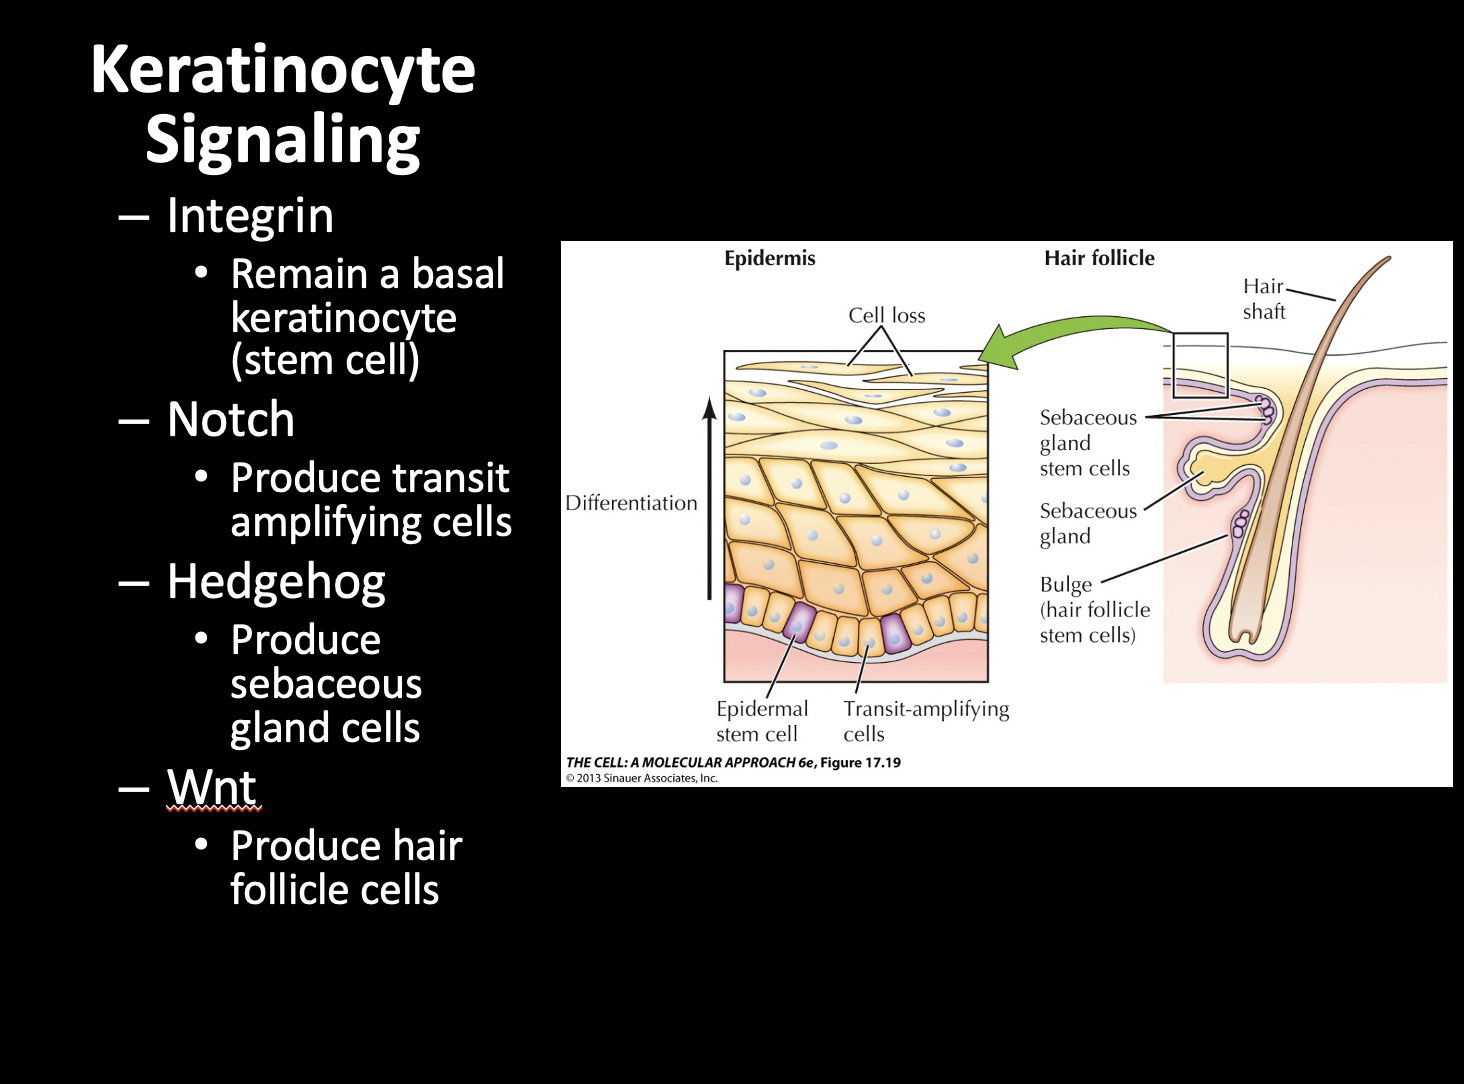 Keratinocyte
Signaling
– Integrin
• Remain a basal
keratinocyte
(stem cell)
– Notch
• Produce transit
amplifying cells
– Hedgehog
• Produce
sebaceous
gland cells
– Wnt
• Produce hair
follicle cells
Epidermis
Cell loss
Differentiation
Epidermal
stem cell
Transit-amplifying
cells
Hair follicle
Hair
shaft
Sebaceous
gland
stem cells
Sebaceous
gland
Bulge
(hair follicle
stem cells)
THE CELL: A MOLECULAR APPROACH 6e, Figure 17.19
© 2013 Sinauer Associates, Inc.